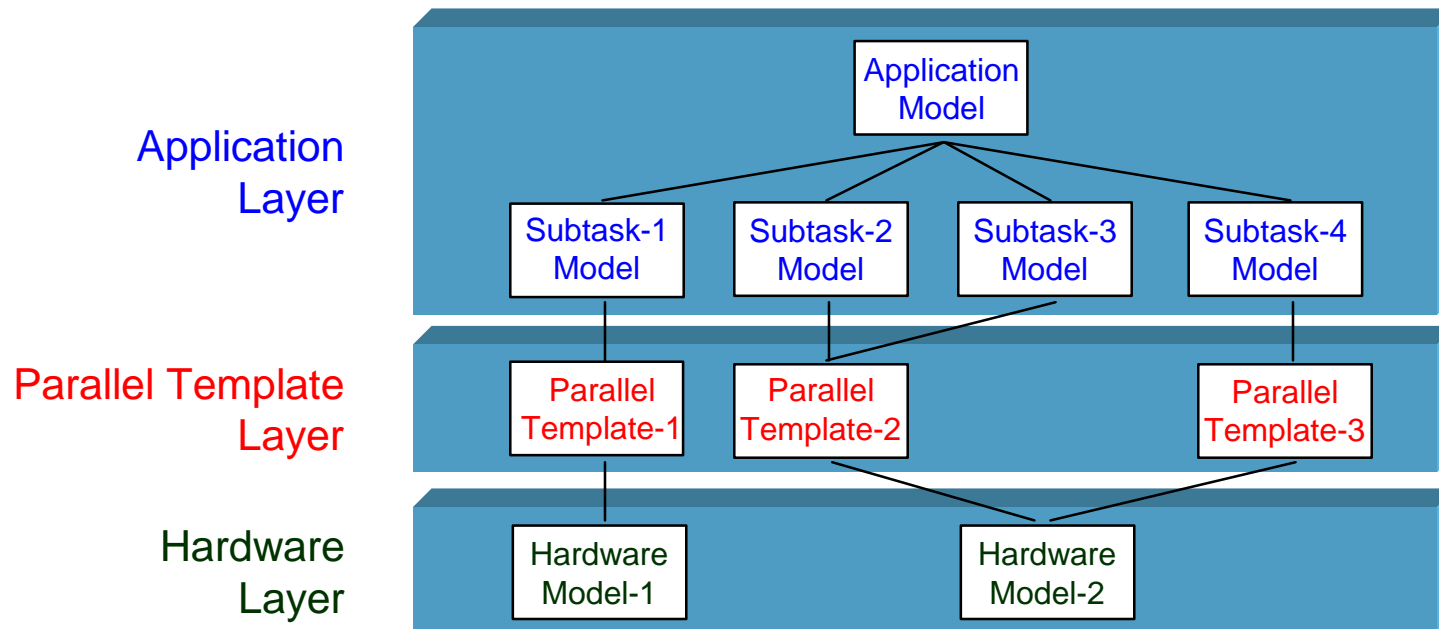 Application
Model
Application
Layer
Subtask-1
Model
Subtask-2
Model
Subtask-3
Model
Subtask-4
Model
Parallel Template
Layer
Parallel
Template-1
Parallel
Template-2
Parallel
Template-3
Hardware
Layer
Hardware
Model-1
Hardware
Model-2